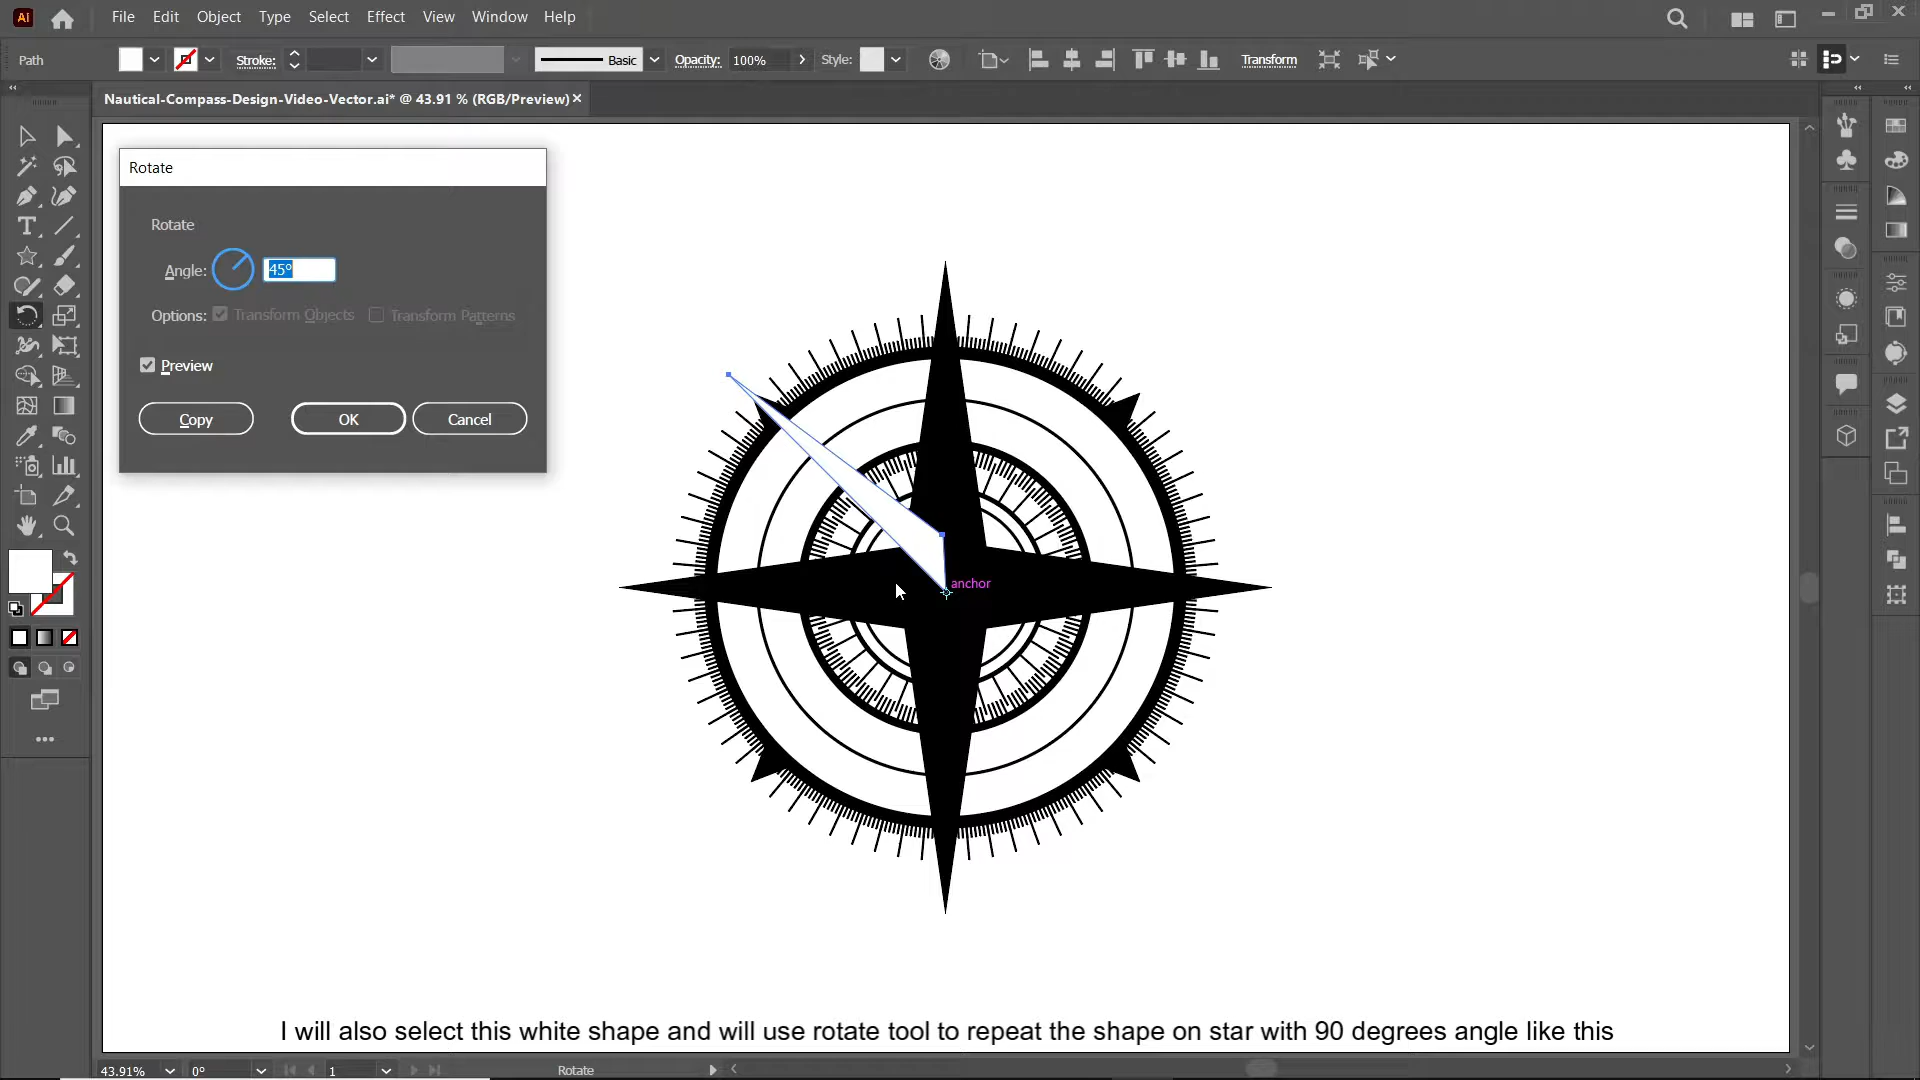 Ai File Edit Object Type Select Effect View Window Help
Path Stroke: Basic Opacity: 100% Style: Transform
Nautical-Compass-Design-Video-Vector.ai* @ 43.91 % (RGB/Preview)
Rotate
Rotate
Angle: 45°
Options: Transform Objects Transform Patterns
Preview
Copy OK Cancel
anchor
I will also select this white shape and will use rotate tool to repeat the shape on star with 90 degrees angle like this
43.91% 0° 1 Rotate